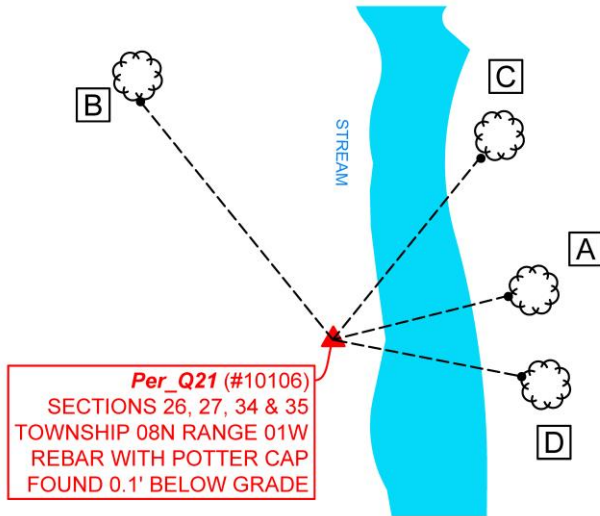 B
C
STREAM
A
Per_Q21 (#10106)
SECTIONS 26, 27, 34 & 35
TOWNSHIP 08N RANGE 01W
REBAR WITH POTTER CAP
FOUND 0.1' BELOW GRADE
D